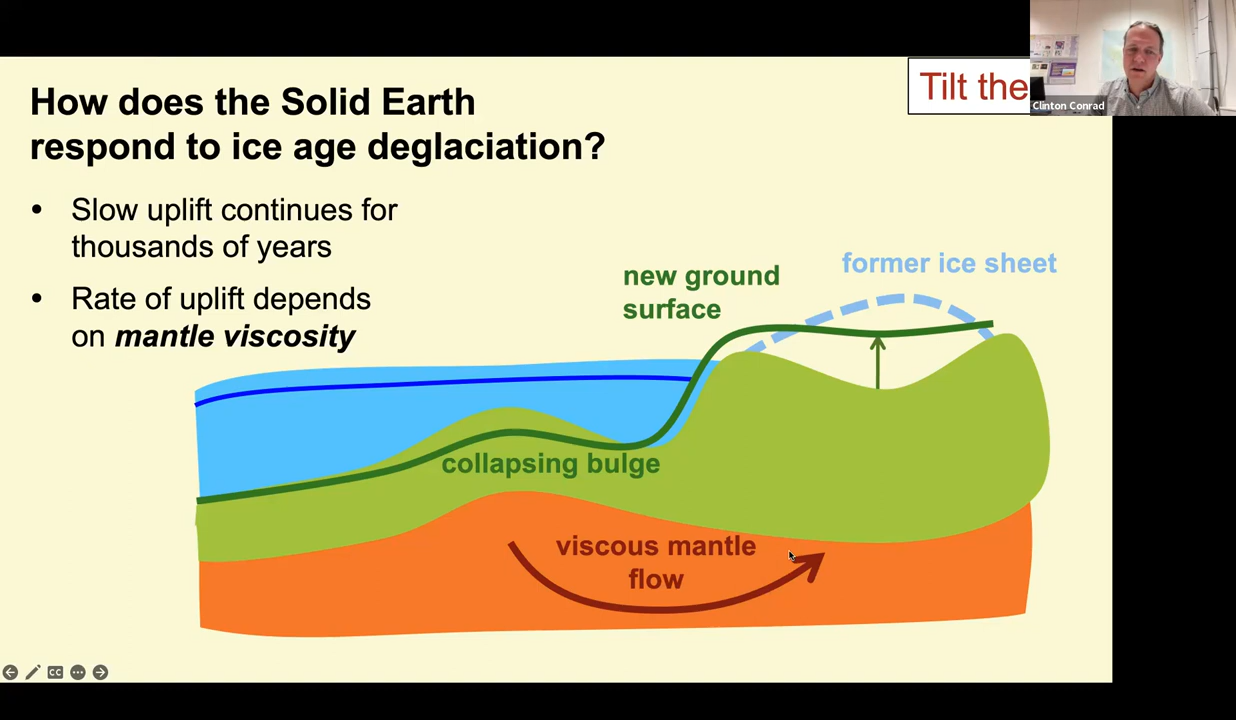 How does the Solid Earth
respond to ice age deglaciation?
Tilt the
Clinton Conrad
• Slow uplift continues for
thousands of years
• Rate of uplift depends
on mantle viscosity
new ground
surface
former ice sheet
collapsing bulge
viscous mantle
flow
CC